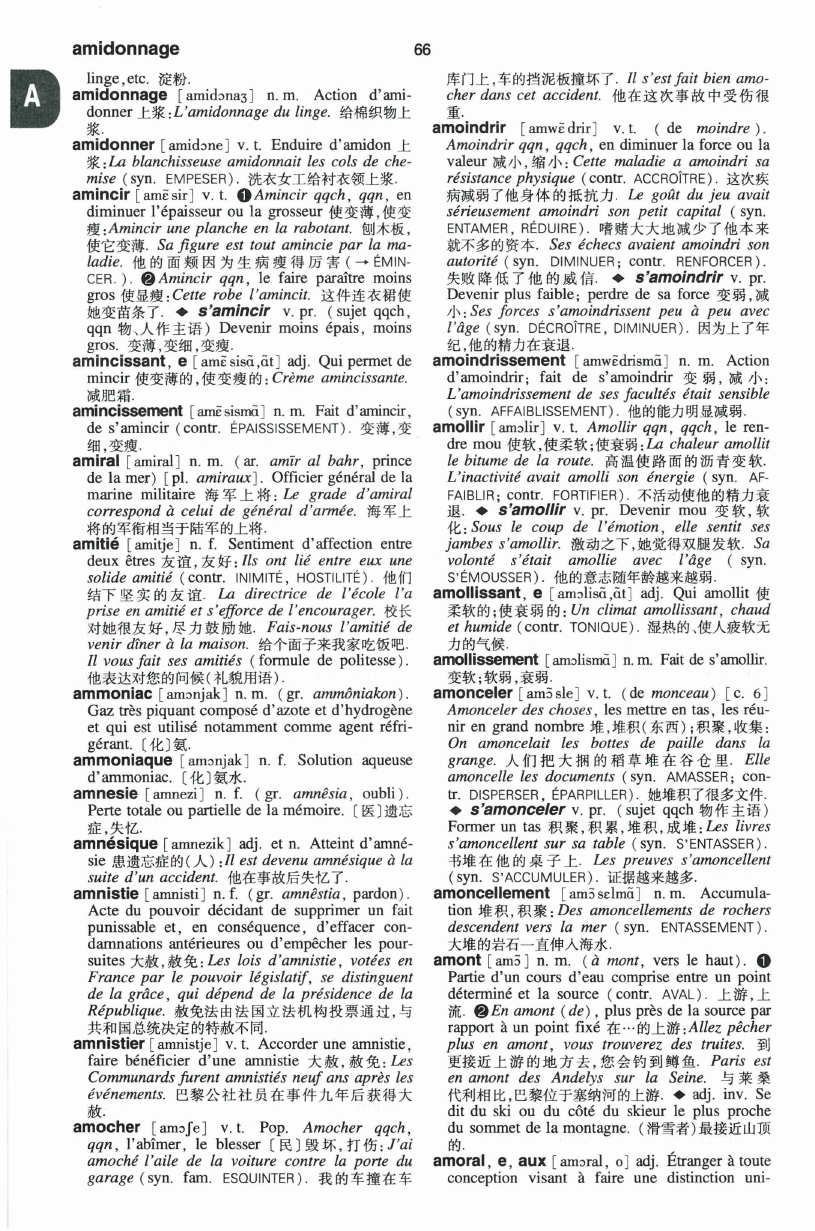 amidonnage
66
A
linge, etc. 淀粉.
amidonnage [amidɔnaʒ] n. m. Action d'ami-
donner 上浆:L'amidonnage du linge. 给棉织物上
浆.
amidonner [amidɔne] v. t. Enduire d'amidon 上
浆:La blanchisseuse amidonnait les cols de che-
mise (syn. EMPESER). 洗衣女工给衬衣领上浆.
amincir [amɛ̃sir] v. t. ❶Amincir qqch, qqn, en
diminuer l'épaisseur ou la grosseur 使变薄,使变
瘦:Amincir une planche en la rabotant. 刨木板,
使它变薄. Sa figure est tout amincie par la ma-
ladie. 他的面颊因为生病瘦得厉害 (→ÉMIN-
CER. ). ❷Amincir qqn, le faire paraître moins
gros 使显瘦:Cette robe l'amincit. 这件连衣裙使
她变苗条了. ◆ s'amincir v. pr. (sujet qqch,
qqn 物、人作主语) Devenir moins épais, moins
gros. 变薄,变细,变瘦.
amincissant, e [amɛ̃sisɑ̃,ɑ̃t] adj. Qui permet de
mincir 使变薄的,使变瘦的: Crème amincissante.
减肥霜.
amincissement [amɛ̃sismɑ̃] n. m. Fait d'amincir,
de s'amincir (contr. ÉPAISSISSEMENT). 变薄,变
细,变瘦.
amiral [amiral] n. m. (ar. amīr al bahr, prince
de la mer) [pl. amiraux]. Officier général de la
marine militaire 海军上将: Le grade d'amiral
correspond à celui de général d'armée. 海军上
将的军衔相当于陆军的上将.
amitié [amitje] n. f. Sentiment d'affection entre
deux êtres 友谊,友好: Ils ont lié entre eux une
solide amitié (contr. INIMITIÉ, HOSTILITÉ). 他们
结下坚实的友谊. La directrice de l'école l'a
prise en amitié et s'efforce de l'encourager. 校长
对她很友好,尽力鼓励她. Fais-nous l'amitié de
venir dîner à la maison. 给个面子来我家吃饭吧.
Il vous fait ses amitiés (formule de politesse).
他表达对您的问候(礼貌用语).
ammoniac [amɔnjak] n. m. (gr. ammôniakon).
Gaz très piquant composé d'azote et d'hydrogène
et qui est utilisé notamment comme agent réfri-
gérant. 〔化〕氨.
ammoniaque [amɔnjak] n. f. Solution aqueuse
d'ammoniac. 〔化〕氨水.
amnesie [amnezi] n. f. (gr. amnêsia, oubli).
Perte totale ou partielle de la mémoire. 〔医〕遗忘
症,失忆.
amnésique [amnezik] adj. et n. Atteint d'amné-
sie 患遗忘症的(人):Il est devenu amnésique à la
suite d'un accident. 他在事故后失忆了.
amnistie [amnisti] n. f. (gr. amnêstia, pardon).
Acte du pouvoir décidant de supprimer un fait
punissable et, en conséquence, d'effacer con-
damnations antérieures ou d'empêcher les pour-
suites 大赦,赦免: Les lois d'amnistie, votées en
France par le pouvoir législatif, se distinguent
de la grâce, qui dépend de la présidence de la
République. 赦免法由法国立法机构投票通过,与
共和国总统决定的特赦不同.
amnistier [amnistje] v. t. Accorder une amnistie,
faire bénéficier d'une amnistie 大赦,赦免: Les
Communards furent amnistiés neuf ans après les
événements. 巴黎公社社员在事件九年后获得大
赦.
amocher [amɔʃe] v. t. Pop. Amocher qqch,
qqn, l'abîmer, le blesser 〔民〕毁坏,打伤: J'ai
amoché l'aile de la voiture contre la porte du
garage (syn. fam. ESQUINTER). 我的车撞在车
库门上,车的挡泥板撞坏了. Il s'est fait bien amo-
cher dans cet accident. 他在这次事故中受伤很
重.
amoindrir [amwɛ̃drir] v. t. ( de moindre ).
Amoindrir qqn, qqch, en diminuer la force ou la
valeur 减小,缩小: Cette maladie a amoindri sa
résistance physique (contr. ACCROÎTRE). 这次疾
病减弱了他身体的抵抗力. Le goût du jeu avait
sérieusement amoindri son petit capital (syn.
ENTAMER, RÉDUIRE). 嗜赌大大地减少了他本来
就不多的资本. Ses échecs avaient amoindri son
autorité (syn. DIMINUER; contr. RENFORCER).
失败降低了他的威信. ◆ s'amoindrir v. pr.
Devenir plus faible; perdre de sa force 变弱,减
小: Ses forces s'amoindrissent peu à peu avec
l'âge (syn. DÉCROÎTRE, DIMINUER). 因为上了年
纪,他的精力在衰退.
amoindrissement [amwɛ̃drismɑ̃] n. m. Action
d'amoindrir; fait de s'amoindrir 变弱,减小:
L'amoindrissement de ses facultés était sensible
(syn. AFFAIBLISSEMENT). 他的能力明显减弱.
amollir [amɔlir] v. t. Amollir qqn, qqch, le ren-
dre mou 使软,使柔软;使衰弱: La chaleur amollit
le bitume de la route. 高温使路面的沥青变软.
L'inactivité avait amolli son énergie (syn. AF-
FAIBLIR; contr. FORTIFIER). 不活动使他的精力衰
退. ◆ s'amollir v. pr. Devenir mou 变软,软
化: Sous le coup de l'émotion, elle sentit ses
jambes s'amollir. 激动之下,她觉得双腿发软. Sa
volonté s'était amollie avec l'âge ( syn.
S'ÉMOUSSER). 他的意志随年龄越来越弱.
amollissant, e [amɔlisɑ̃,ɑ̃t] adj. Qui amollit 使
柔软的;使衰弱的: Un climat amollissant, chaud
et humide (contr. TONIQUE). 湿热的、使人疲软无
力的气候.
amollissement [amɔlismɑ̃] n. m. Fait de s'amollir.
变软;软弱,衰弱.
amonceler [amɔ̃sle] v. t. (de monceau) [c. 6]
Amonceler des choses, les mettre en tas, les réu-
nir en grand nombre 堆,堆积(东西);积聚,收集:
On amoncelait les bottes de paille dans la
grange. 人们把大捆的稻草堆在谷仓里. Elle
amoncelle les documents (syn. AMASSER; con-
tr. DISPERSER, ÉPARPILLER). 她堆积了很多文件.
◆ s'amonceler v. pr. (sujet qqch 物作主语)
Former un tas 积聚,积累,堆积,成堆: Les livres
s'amoncellent sur sa table (syn. S'ENTASSER).
书堆在他的桌子上. Les preuves s'amoncellent
(syn. S'ACCUMULER). 证据越来越多.
amoncellement [amɔ̃sɛlmɑ̃] n. m. Accumula-
tion 堆积,积聚: Des amoncellements de rochers
descendent vers la mer (syn. ENTASSEMENT).
大堆的岩石一直伸入海水.
amont [amɔ̃] n. m. (à mont, vers le haut). ❶
Partie d'un cours d'eau comprise entre un point
déterminé et la source (contr. AVAL). 上游,上
流. ❷En amont (de), plus près de la source par
rapport à un point fixé 在…的上游: Allez pêcher
plus en amont, vous trouverez des truites. 到
更接近上游的地方去,您会钓到鳟鱼. Paris est
en amont des Andelys sur la Seine. 与莱桑
代利相比,巴黎位于塞纳河的上游. ◆ adj. inv. Se
dit du ski ou du côté du skieur le plus proche
du sommet de la montagne. (滑雪者)最接近山顶
的.
amoral, e, aux [amɔral, o] adj. Étranger à toute
conception visant à faire une distinction uni-